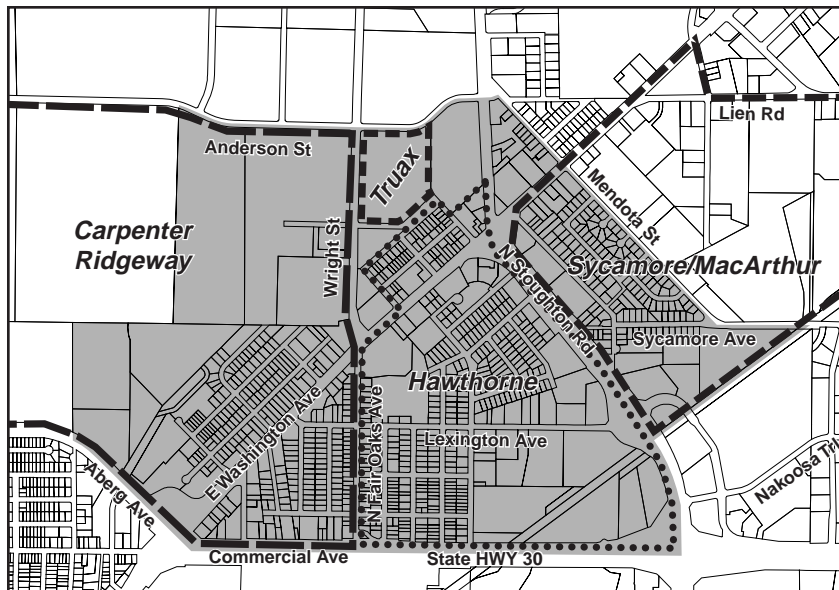 Lien Rd
Anderson St
Truax
Mendota St
Carpenter
Ridgeway
Wright St
N Stoughton Rd
Sycamore/MacArthur
Sycamore Ave
Hawthorne
E Washington Ave
N Fair Oaks Ave
Lexington Ave
Aberg Ave
Nakoosa Trl
Commercial Ave
State HWY 30